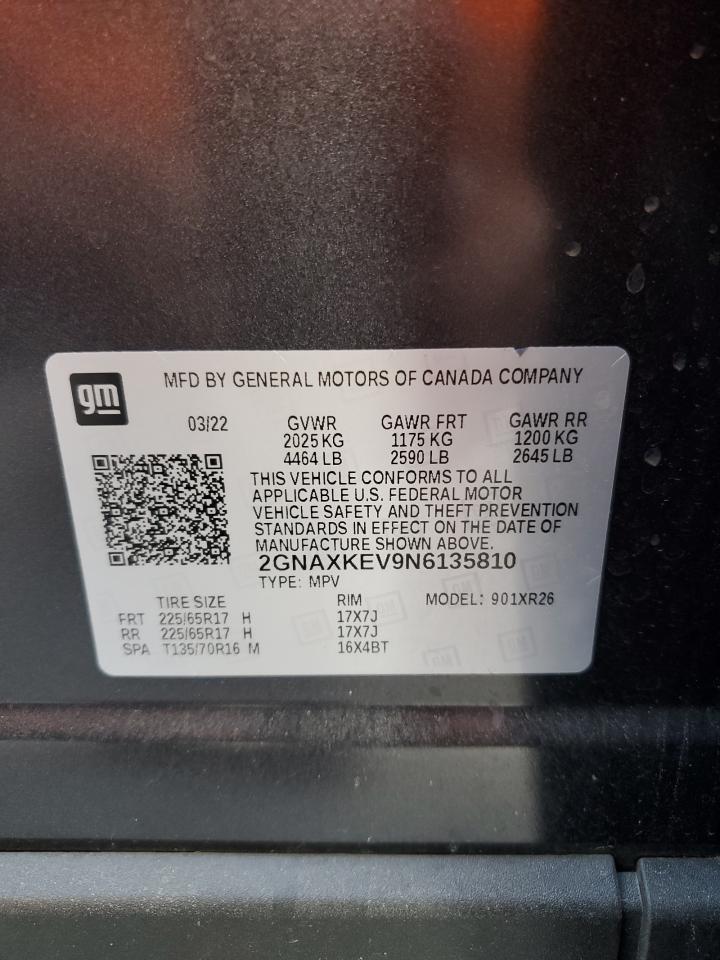 gm
MFD BY GENERAL MOTORS OF CANADA COMPANY
03/22 GVWR GAWR FRT GAWR RR
2025 KG 1175 KG 1200 KG
4464 LB 2590 LB 2645 LB
THIS VEHICLE CONFORMS TO ALL
APPLICABLE U.S. FEDERAL MOTOR
VEHICLE SAFETY AND THEFT PREVENTION
STANDARDS IN EFFECT ON THE DATE OF
MANUFACTURE SHOWN ABOVE.
2GNAXKEV9N6135810
TYPE: MPV
TIRE SIZE RIM MODEL: 901XR26
FRT 225/65R17 H 17X7J
RR 225/65R17 H 17X7J
SPA T135/70R16 M 16X4BT